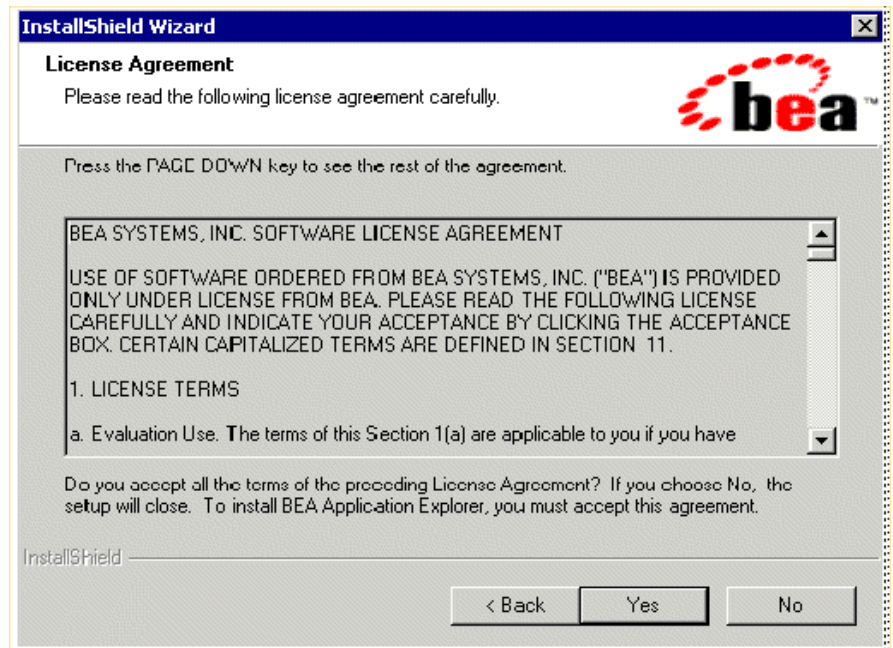 InstallShield Wizard
License Agreement
Please read the following license agreement carefully.
bea™
Press the PAGE DOWN key to see the rest of the agreement.
BEA SYSTEMS, INC. SOFTWARE LICENSE AGREEMENT
USE OF SOFTWARE ORDERED FROM BEA SYSTEMS, INC. ("BEA") IS PROVIDED
ONLY UNDER LICENSE FROM BEA. PLEASE READ THE FOLLOWING LICENSE
CAREFULLY AND INDICATE YOUR ACCEPTANCE BY CLICKING THE ACCEPTANCE
BOX. CERTAIN CAPITALIZED TERMS ARE DEFINED IN SECTION 11.
1. LICENSE TERMS
a. Evaluation Use. The terms of this Section 1(a) are applicable to you if you have
Do you accept all the terms of the preceding License Agreement? If you choose No, the
setup will close. To install BEA Application Explorer, you must accept this agreement.
InstallShield
< Back Yes No